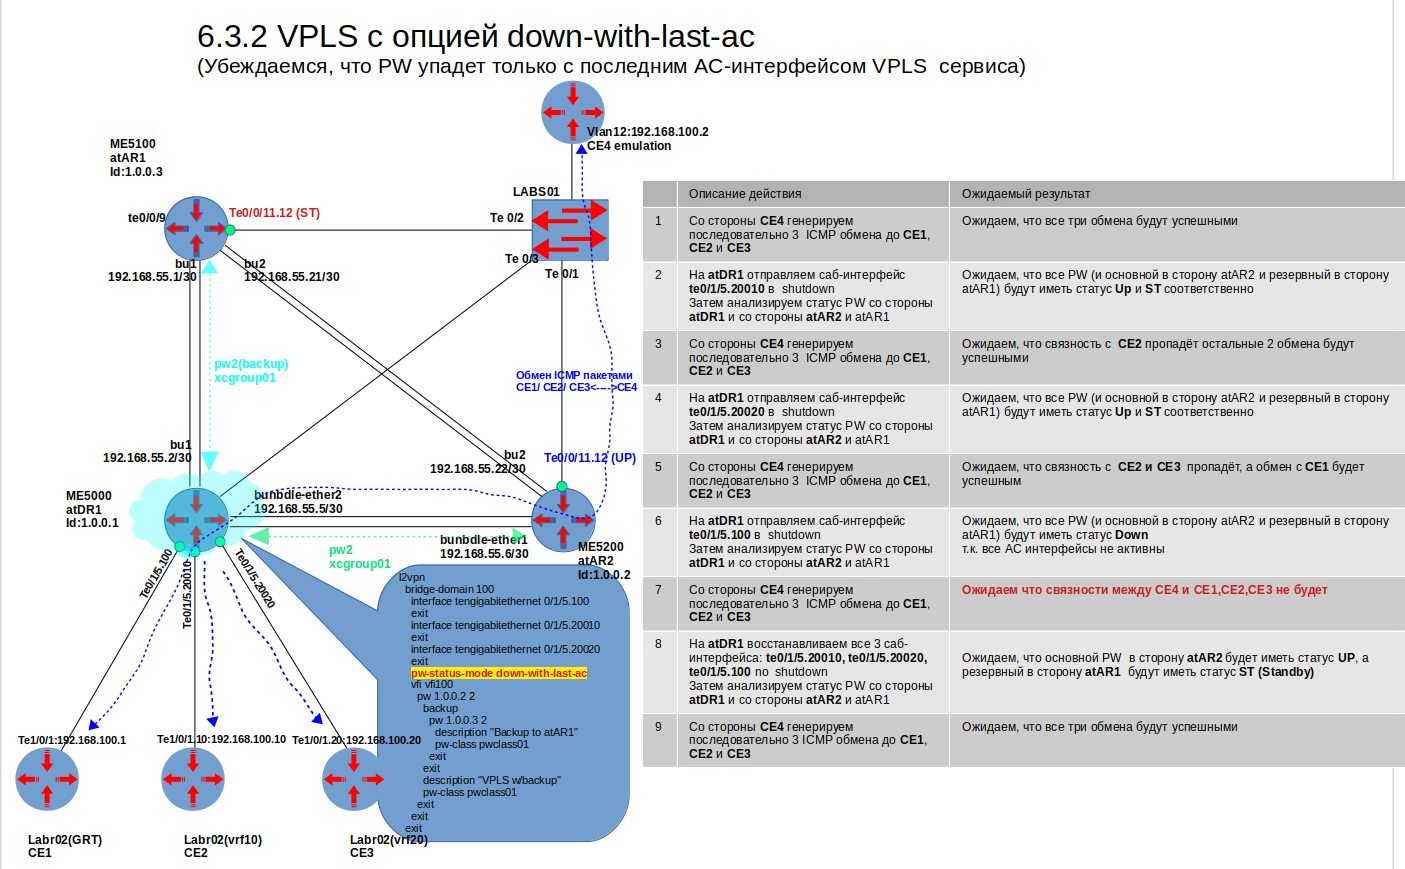 6.3.2 VPLS с опцией down-with-last-ac
(Убеждаемся, что PW упадет только с последним АС-интерфейсом VPLS  сервиса)
Vlan12:192.168.100.2
CE4 emulation
ME5100
atAR1
Id:1.0.0.3
LABS01
te0/0/9
Te0/0/11.12 (ST)
Te 0/2
Te 0/3
Te 0/1
bu1
192.168.55.1/30
bu2
192.168.55.21/30
pw2(backup)
xcgroup01
Обмен ICMP пакетами
CE1/ CE2/ CE3<---->CE4
bu1
192.168.55.2/30
bu2
192.168.55.22/30
Te0/0/11.12 (UP)
ME5000
atDR1
Id:1.0.0.1
bunbdle-ether2
192.168.55.5/30
bunbdle-ether1
192.168.55.6/30
pw2
xcgroup01
ME5200
atAR2
Id:1.0.0.2
Te0/1/5.100
Te0/1/5.20010
Te0/1/5.20020
l2vpn
bridge-domain 100
interface tengigabitethernet 0/1/5.100
exit
interface tengigabitethernet 0/1/5.20010
exit
interface tengigabitethernet 0/1/5.20020
exit
pw-status-mode down-with-last-ac
vfi vfi100
pw 1.0.0.2 2
backup
pw 1.0.0.3 2
description "Backup to atAR1"
pw-class pwclass01
exit
exit
description "VPLS w/backup"
pw-class pwclass01
exit
exit
exit
Te1/0/1:192.168.100.1
Te1/0/1.10:192.168.100.10
Te1/0/1.20:192.168.100.20
Labr02(GRT)
CE1
Labr02(vrf10)
CE2
Labr02(vrf20)
CE3
Описание действия
Ожидаемый результат
1
Со стороны CE4 генерируем
последовательно 3  ICMP обмена до CE1,
CE2 и CE3
Ожидаем, что все три обмена будут успешными
2
На atDR1 отправляем саб-интерфейс
te0/1/5.20010 в  shutdown
Затем анализируем статус PW со стороны
atDR1 и со стороны atAR2 и atAR1
Ожидаем, что все PW (и основной в сторону atAR2 и резервный в сторону
atAR1) будут иметь статус Up и ST соответственно
3
Со стороны CE4 генерируем
последовательно 3  ICMP обмена до CE1,
CE2 и CE3
Ожидаем, что связность с  CE2 пропадёт остальные 2 обмена будут
успешными
4
На atDR1 отправляем саб-интерфейс
te0/1/5.20020 в  shutdown
Затем анализируем статус PW со стороны
atDR1 и со стороны atAR2 и atAR1
Ожидаем, что все PW (и основной в сторону atAR2 и резервный в сторону
atAR1) будут иметь статус Up и ST соответственно
5
Со стороны CE4 генерируем
последовательно 3  ICMP обмена до CE1,
CE2 и CE3
Ожидаем, что связность с  CE2 и CE3  пропадёт, а обмен с CE1 будет
успешным
6
На atDR1 отправляем саб-интерфейс
te0/1/5.100 в  shutdown
Затем анализируем статус PW со стороны
atDR1 и со стороны atAR2 и atAR1
Ожидаем, что все PW (и основной в сторону atAR2 и резервный в сторону
atAR1) будут иметь статус Down
т.к. все АС интерфейсы не активны
7
Со стороны CE4 генерируем
последовательно 3  ICMP обмена до CE1,
CE2 и CE3
Ожидаем что связности между CE4 и CE1,CE2,CE3 не будет
8
На atDR1 восстанавливаем все 3 саб-
интерфейса: te0/1/5.20010, te0/1/5.20020,
te0/1/5.100 no  shutdown
Затем анализируем статус PW со стороны
atDR1 и со стороны atAR2 и atAR1
Ожидаем, что основной PW  в сторону atAR2 будет иметь статус UP, а
резервный в сторону atAR1  будут иметь статус ST (Standby)
9
Со стороны CE4 генерируем
последовательно 3 ICMP обмена до CE1,
CE2 и CE3
Ожидаем, что все три обмена будут успешными